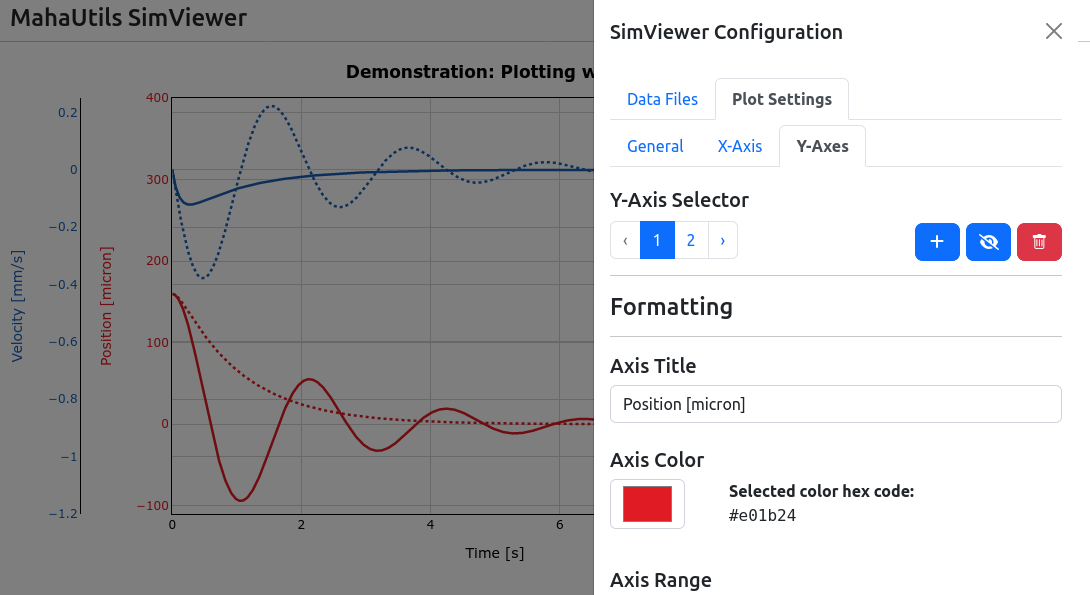 MahaUtils SimViewer
Demonstration: Plotting w
0.2
0
−0.2
−0.4
−0.6
−0.8
−1
−1.2
Velocity [mm/s]
400
300
200
100
0
−100
Position [micron]
0
2
4
6
Time [s]
SimViewer Configuration
Data Files
Plot Settings
General
X-Axis
Y-Axes
Y-Axis Selector
‹
1
2
›
Formatting
Axis Title
Position [micron]
Axis Color
Selected color hex code:
#e01b24
Axis Range